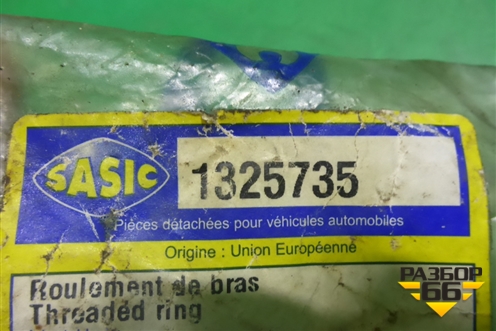 SASIC
1325735
Pièces détachées pour véhicules automobiles
Origine : Union Européenne
Roulement de bras
Threaded ring
РАЗБОР
66